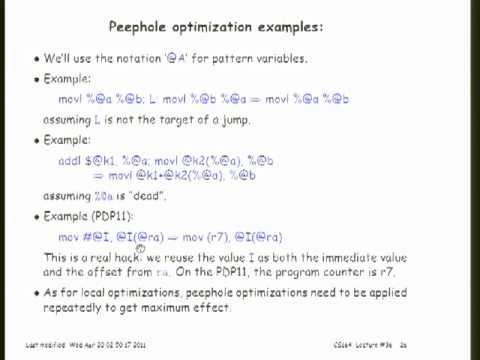 Peephole optimization examples:
• We'll use the notation '@A' for pattern variables.
• Example:
movl %@a %@b; L: movl %@b %@a ⇒ movl %@a %@b
assuming L is not the target of a jump.
• Example:
addl $@k1, %@a; movl @k2(%@a), %@b
⇒ movl @k1+@k2(%@a), %@b
assuming %@a is "dead".
• Example (PDP11):
mov #@I, @I(@ra) ⇒ mov (r7), @I(@ra)
This is a real hack: we reuse the value I as both the immediate value
and the offset from ra. On the PDP11, the program counter is r7.
• As for local optimizations, peephole optimizations need to be applied
repeatedly to get maximum effect.
Last modified: Wed Apr 20 02:50:17 2011
CS164: Lecture #36